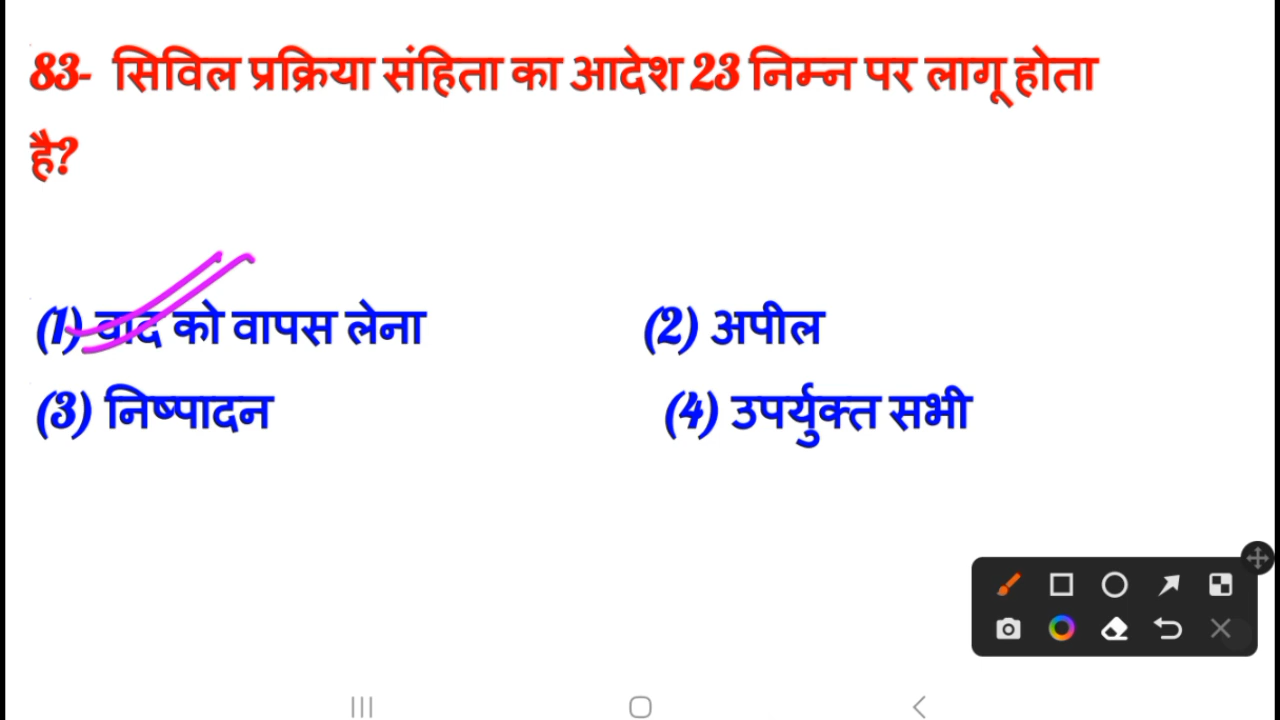 83- सिविल प्रक्रिया संहिता का आदेश 23 निम्न पर लागू होता
है?
(1) वाद को वापस लेना (2) अपील
(3) निष्पादन (4) उपर्युक्त सभी